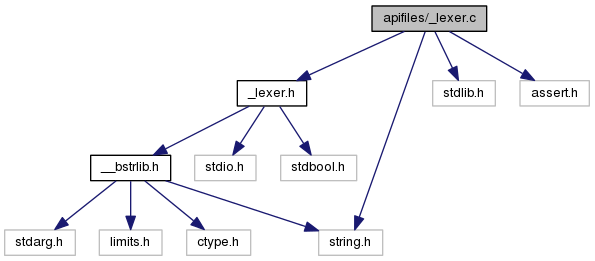 apifiles/_lexer.c
_lexer.h
stdlib.h
assert.h
__bstrlib.h
stdio.h
stdbool.h
stdarg.h
limits.h
ctype.h
string.h